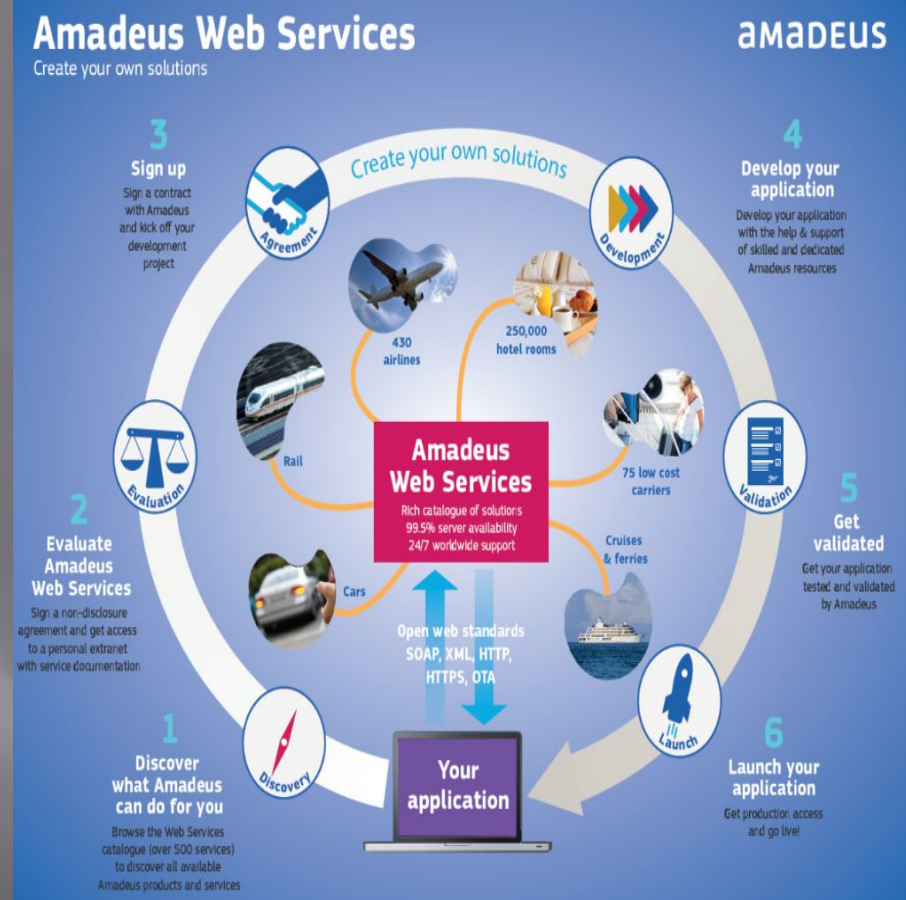 Amadeus Web Services
Create your own solutions
amadeus
Create your own solutions
1
Discover
what Amadeus
can do for you
Browse the Web Services
catalogue (over 500 services)
to discover all available
Amadeus products and services
Discovery
2
Evaluate
Amadeus
Web Services
Sign a non-disclosure
agreement and get access
to a personal extranet
with service documentation
Evaluation
3
Sign up
Sign a contract
with Amadeus
and kick off your
development
project
Agreement
4
Develop your
application
Develop your application
with the help & support
of skilled and dedicated
Amadeus resources
Development
5
Get
validated
Get your application
tested and validated
by Amadeus
Validation
6
Launch your
application
Get production access
and go live!
Launch
430
airlines
250,000
hotel rooms
Rail
75 low cost
carriers
Cars
Cruises
& ferries
Amadeus
Web Services
Rich catalogue of solutions
99.5% server availability
24/7 worldwide support
Open web standards
SOAP, XML, HTTP,
HTTPS, OTA
Your
application